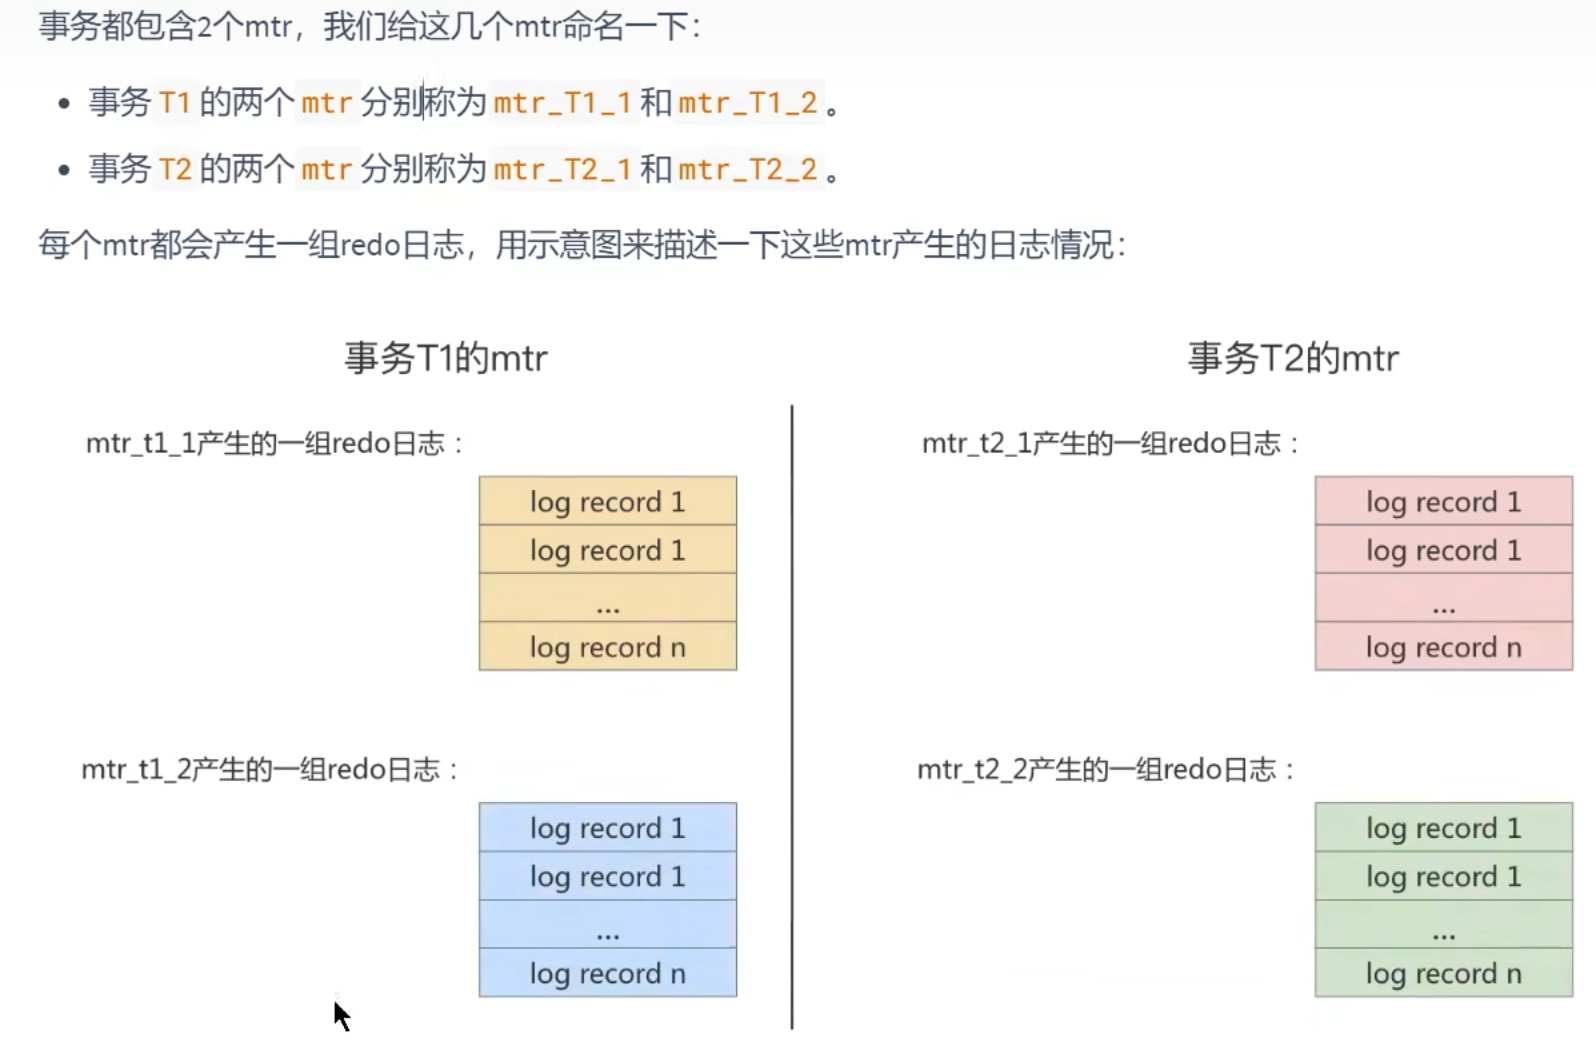 事务都包含2个mtr，我们给这几个mtr命名一下：
事务 T1 的两个 mtr 分别称为 mtr_T1_1 和 mtr_T1_2 。
事务 T2 的两个 mtr 分别称为 mtr_T2_1 和 mtr_T2_2 。
每个mtr都会产生一组redo日志，用示意图来描述一下这些mtr产生的日志情况：
事务T1的mtr
mtr_t1_1产生的一组redo日志：
log record 1
log record 1
...
log record n
mtr_t1_2产生的一组redo日志：
log record 1
log record 1
...
log record n
事务T2的mtr
mtr_t2_1产生的一组redo日志：
log record 1
log record 1
...
log record n
mtr_t2_2产生的一组redo日志：
log record 1
log record 1
...
log record n